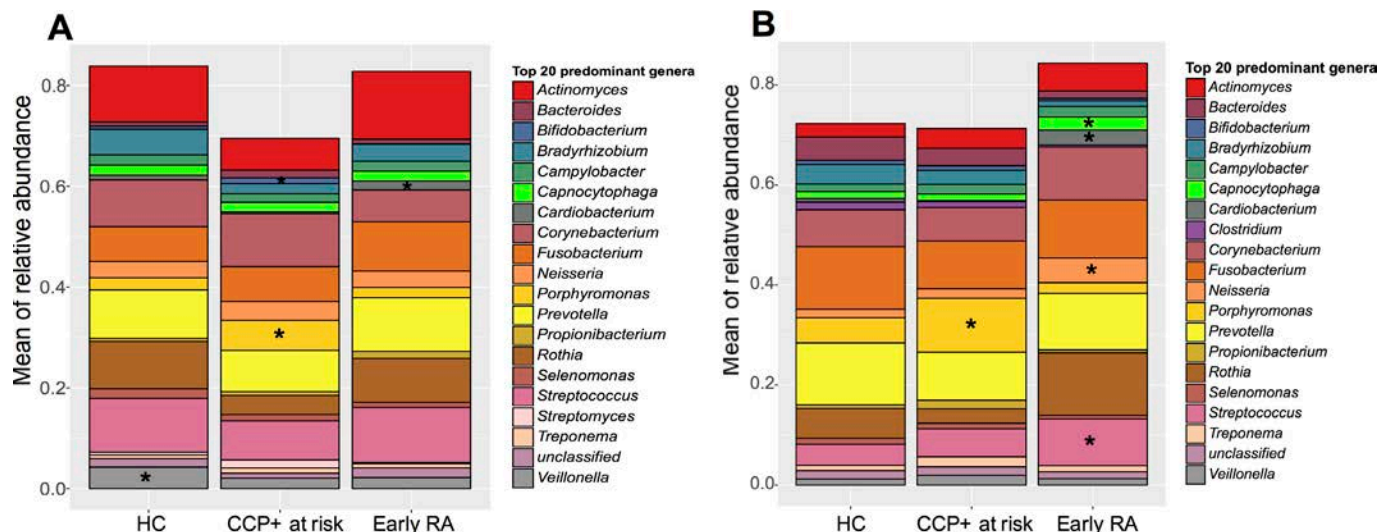 A
Mean of relative abundance
0.8
0.6
0.4
0.2
0.0
*
*
*
*
HC
CCP+ at risk
Early RA
Top 20 predominant genera
Actinomyces
Bacteroides
Bifidobacterium
Bradyrhizobium
Campylobacter
Capnocytophaga
Cardiobacterium
Corynebacterium
Fusobacterium
Neisseria
Porphyromonas
Prevotella
Propionibacterium
Rothia
Selenomonas
Streptococcus
Streptomyces
Treponema
unclassified
Veillonella
B
Mean of relative abundance
0.8
0.6
0.4
0.2
0.0
*
*
*
*
*
HC
CCP+ at risk
Early RA
Top 20 predominant genera
Actinomyces
Bacteroides
Bifidobacterium
Bradyrhizobium
Campylobacter
Capnocytophaga
Cardiobacterium
Clostridium
Corynebacterium
Fusobacterium
Neisseria
Porphyromonas
Prevotella
Propionibacterium
Rothia
Selenomonas
Streptococcus
Treponema
unclassified
Veillonella